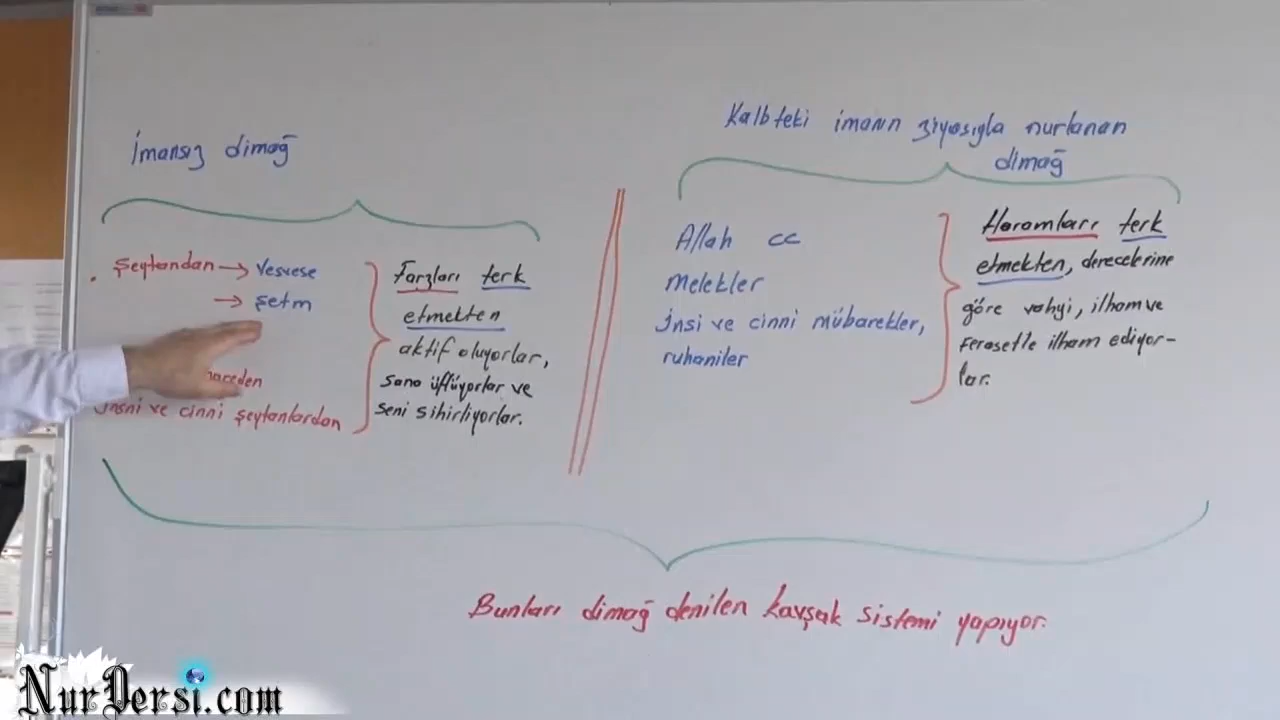 İmansız dimağ
Şeytandan → Vesvese
→ Şetm
İnsni ve cinni şeytanlardan
Farzları terk
etmekten
aktif oluyorlar,
sana üflüyorlar ve
seni sihirliyorlar.
Kalbteki imanın ziyasıyla nurlanan
dimağ
Allah cc
Melekler
İnsi ve cinni mübarekler,
ruhaniler
Haramları terk
etmekten, derecelerine
göre vahyi, ilham ve
ferasetle ilham ediyor-
lar.
Bunları dimağ denilen kavşak sistemi yapıyor.
NurDersi.com